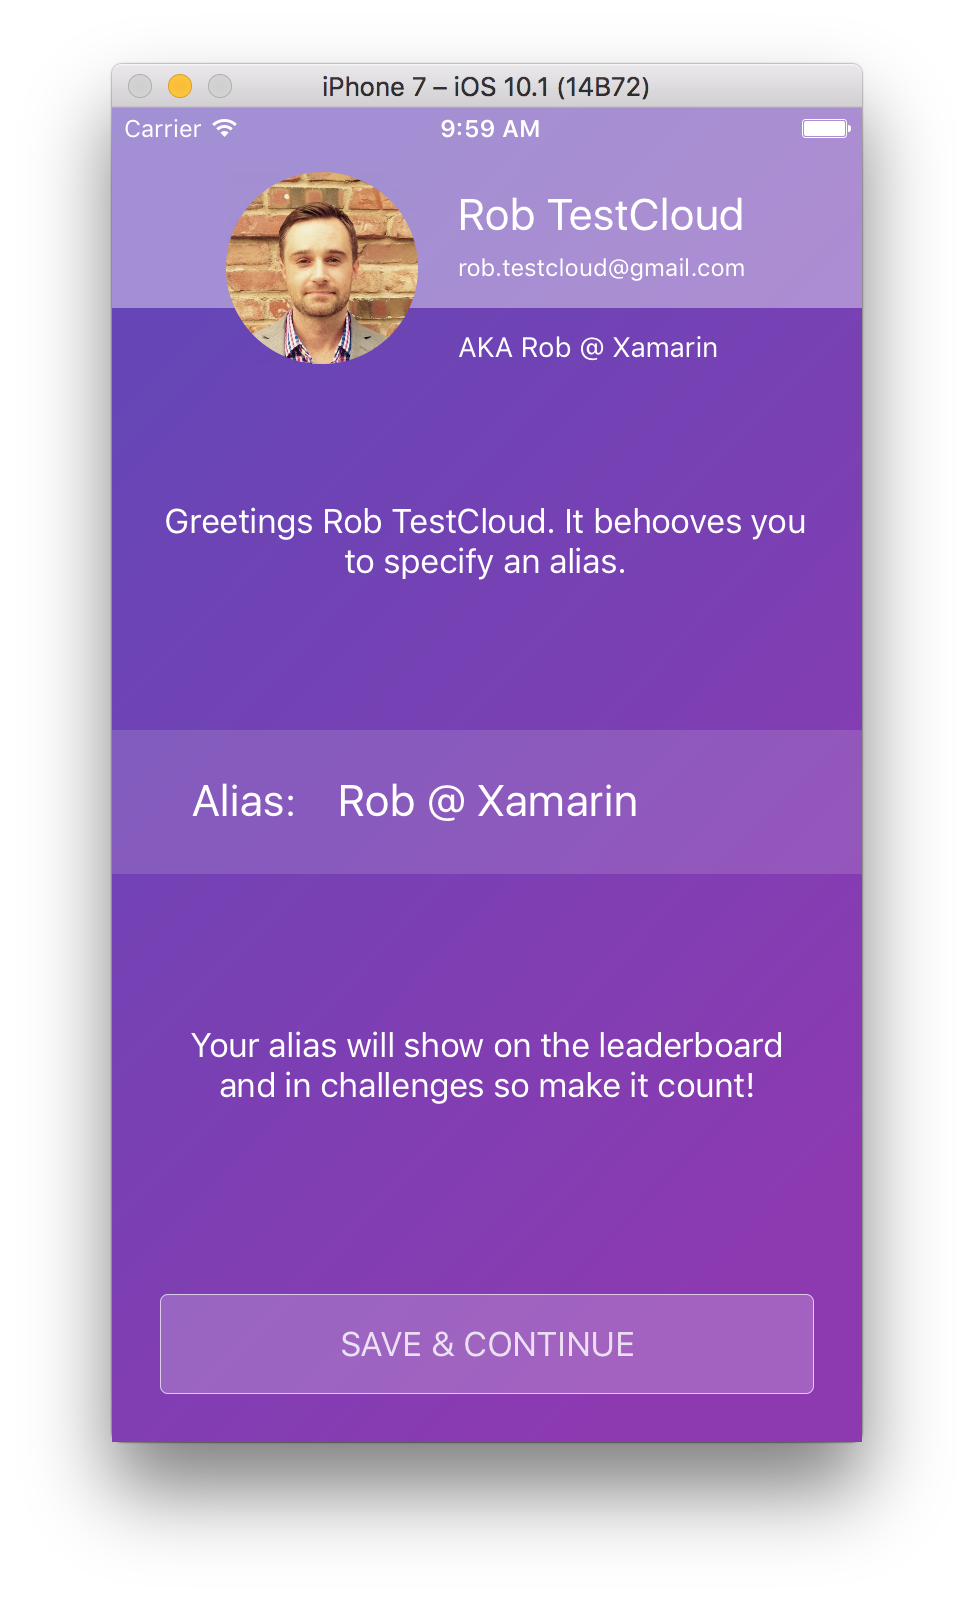 iPhone 7 – iOS 10.1 (14B72)
Carrier 9:59 AM
Rob TestCloud
rob.testcloud@gmail.com
AKA Rob @ Xamarin
Greetings Rob TestCloud. It behooves you
to specify an alias.
Alias: Rob @ Xamarin
Your alias will show on the leaderboard
and in challenges so make it count!
SAVE & CONTINUE